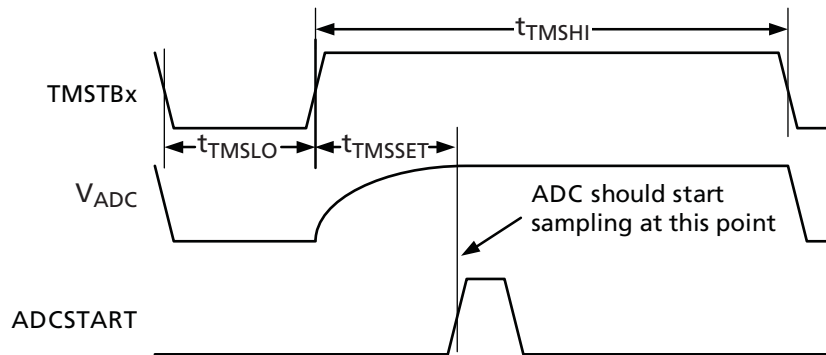 tTMSHI
TMSTBx
tTMSLO
tTMSSET
VADC
ADC should start
sampling at this point
ADCSTART